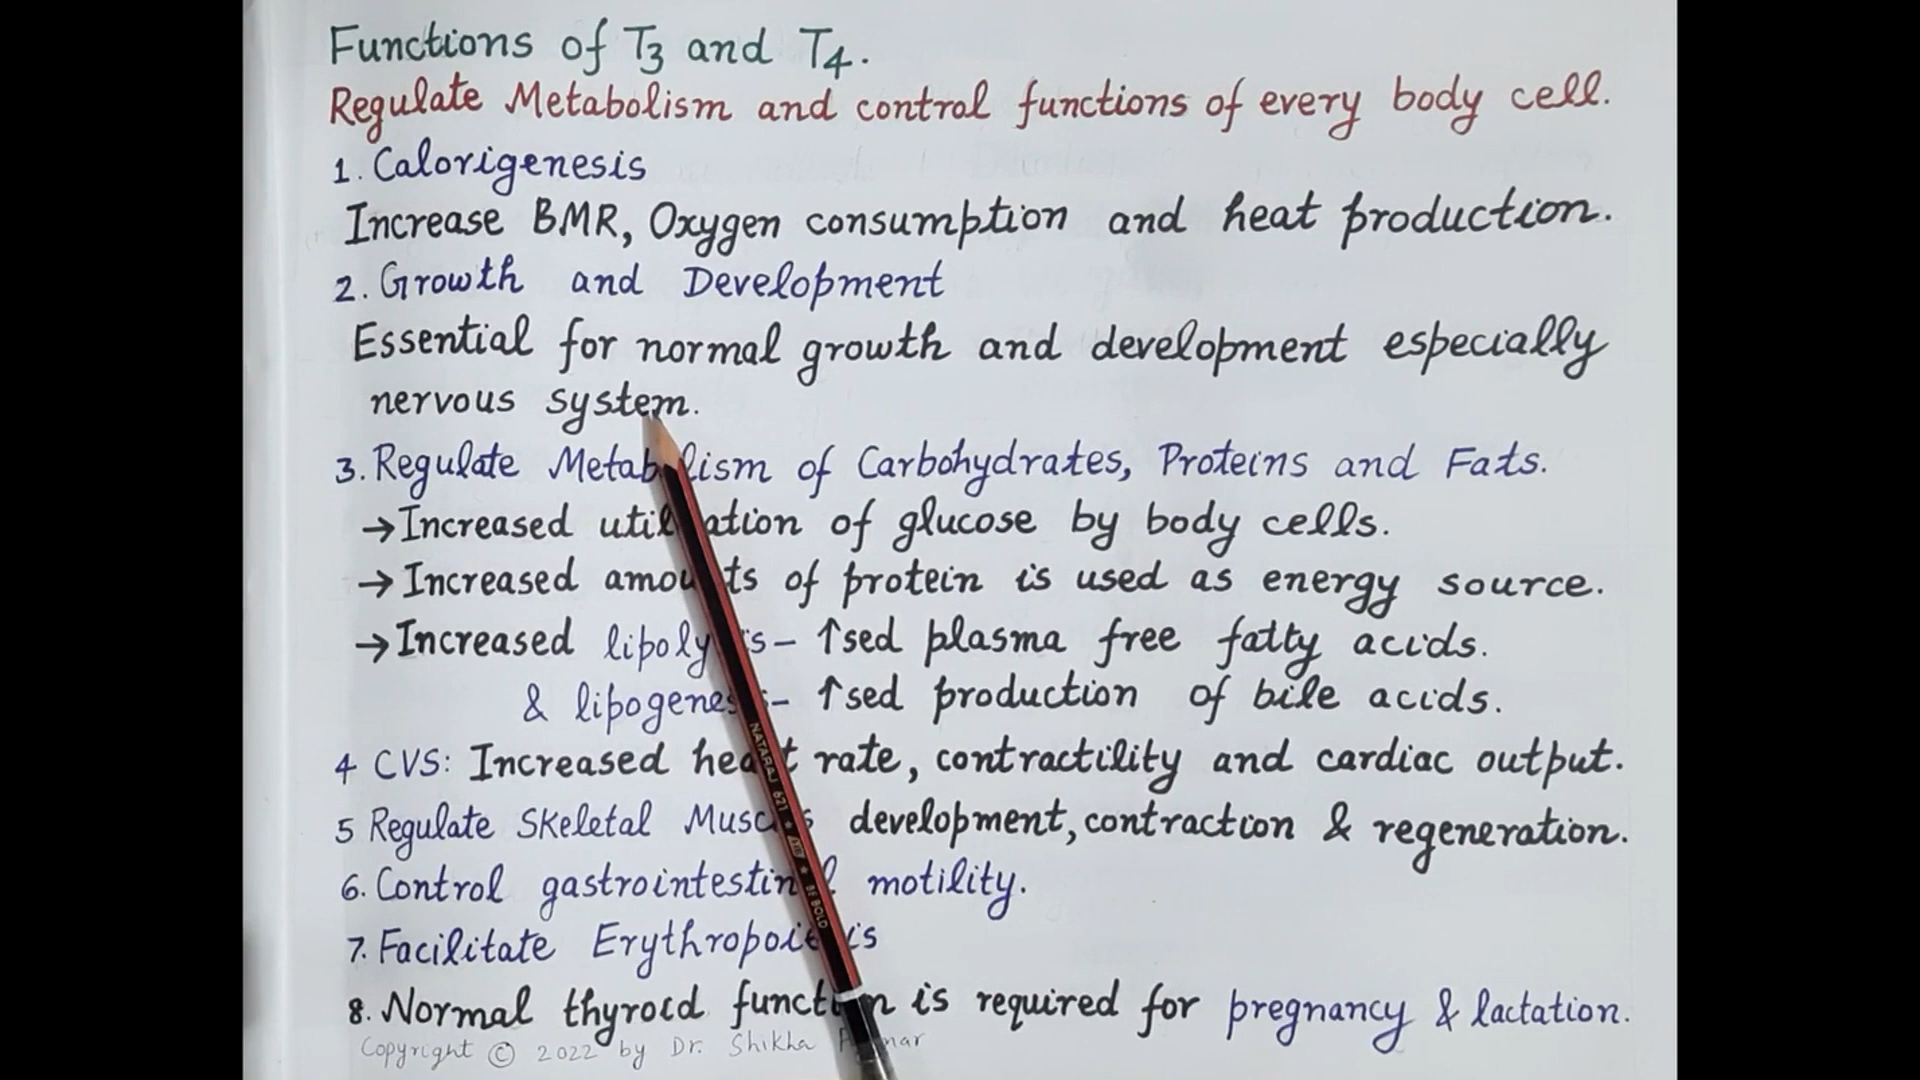 Functions of T3 and T4.
Regulate Metabolism and control functions of every body cell.
1. Calorigenesis
Increase BMR, Oxygen consumption and heat production.
2. Growth and Development
Essential for normal growth and development especially
nervous system.
3. Regulate Metabolism of Carbohydrates, Proteins and Fats.
→ Increased utilization of glucose by body cells.
→ Increased amounts of protein is used as energy source.
→ Increased lipolysis - ↑sed plasma free fatty acids.
& lipogenesis - ↑sed production of bile acids.
4 CVS: Increased heart rate, contractility and cardiac output.
5 Regulate Skeletal Muscles development, contraction & regeneration.
6. Control gastrointestinal motility.
7. Facilitate Erythropoiesis
8. Normal thyroid function is required for pregnancy & lactation.
Copyright © 2022 by Dr. Shikha
NATARAJ 621 ★ ★ BE BOLD